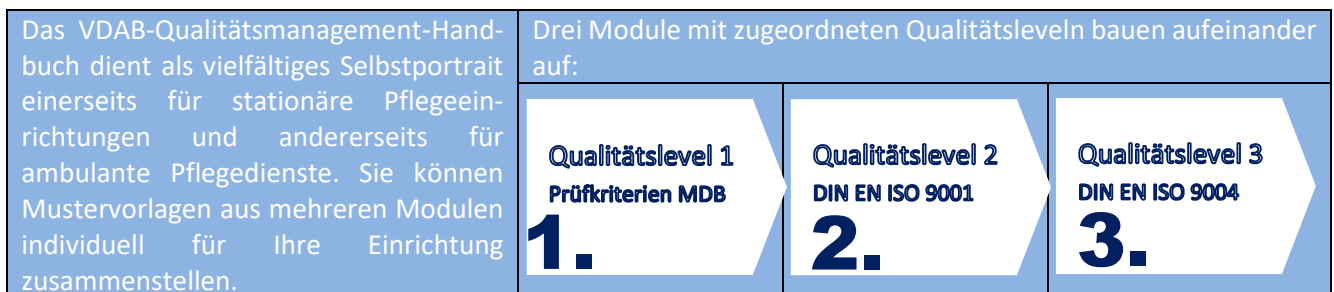 Das VDAB-Qualitätsmanagement-Hand-
buch dient als vielfältiges Selbstportrait
einerseits für stationäre Pflegeein-
richtungen und andererseits für
ambulante Pflegedienste. Sie können
Mustervorlagen aus mehreren Modulen
individuell für Ihre Einrichtung
zusammenstellen.
Drei Module mit zugeordneten Qualitätsleveln bauen aufeinander
auf:
Qualitätslevel 1
Prüfkriterien MDB
1.
Qualitätslevel 2
DIN EN ISO 9001
2.
Qualitätslevel 3
DIN EN ISO 9004
3.